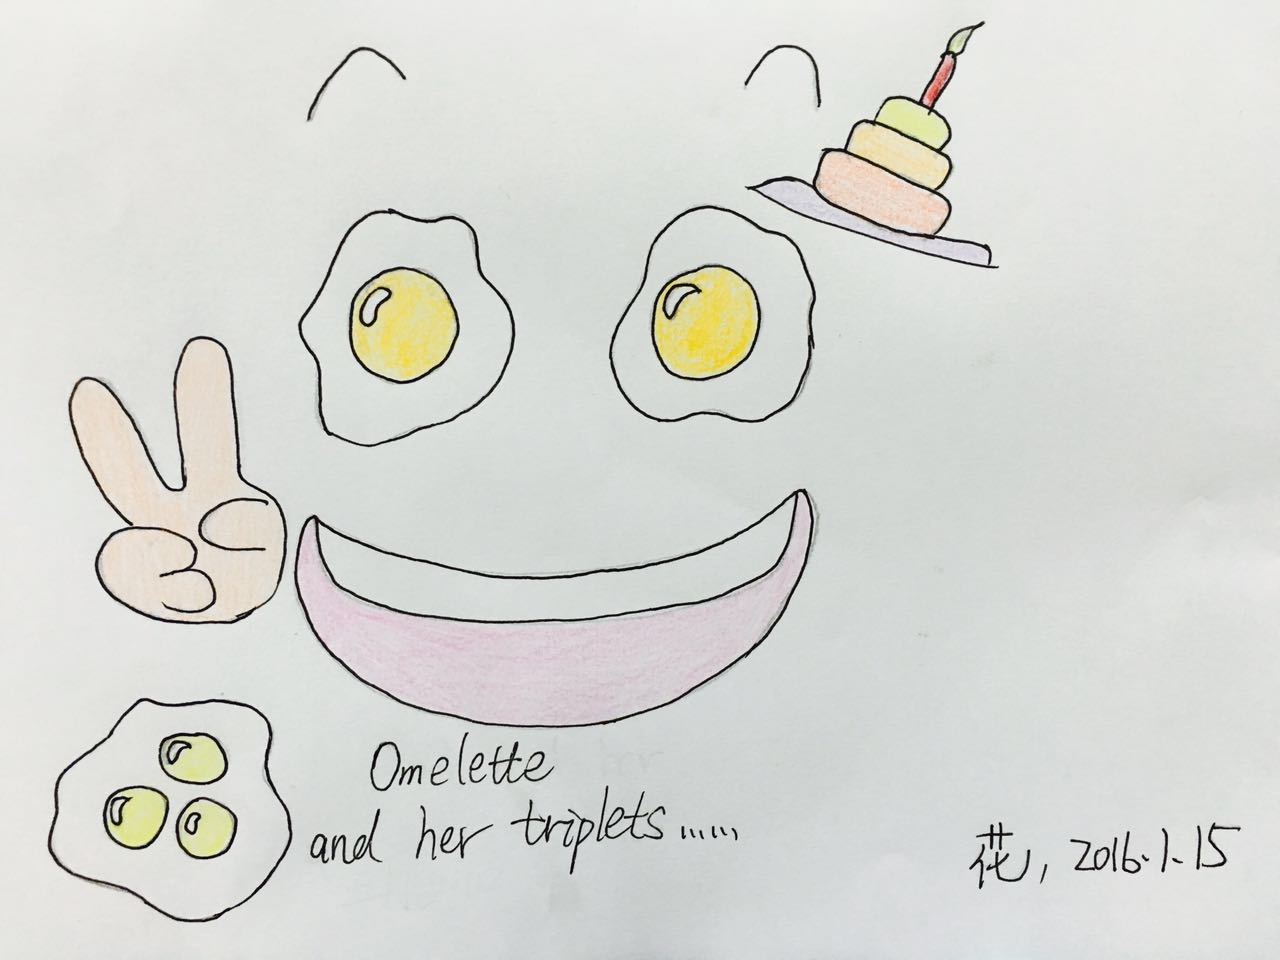 Omelette
and her triplets......
花, 2016.1.15